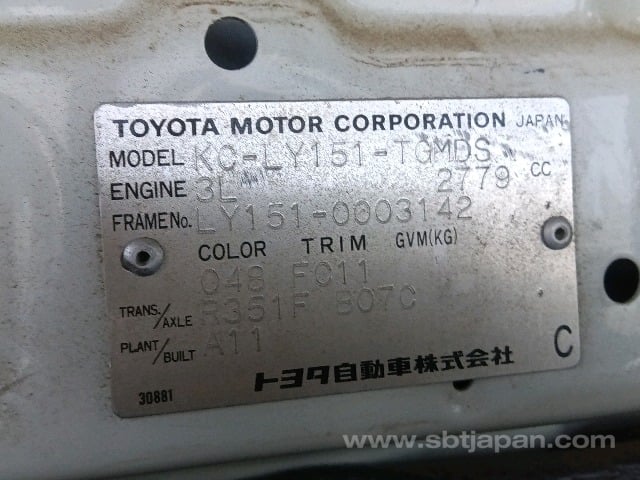 TOYOTA MOTOR CORPORATION JAPAN
MODEL KC-LY151-TGMDS
ENGINE 3L 2779 CC
FRAME No. LY151-0003142
COLOR TRIM GVM(KG)
048 FC11
TRANS./AXLE R351F B07C
PLANT/BUILT A11
トヨタ自動車株式会社 C
30881
www.sbtjapan.com